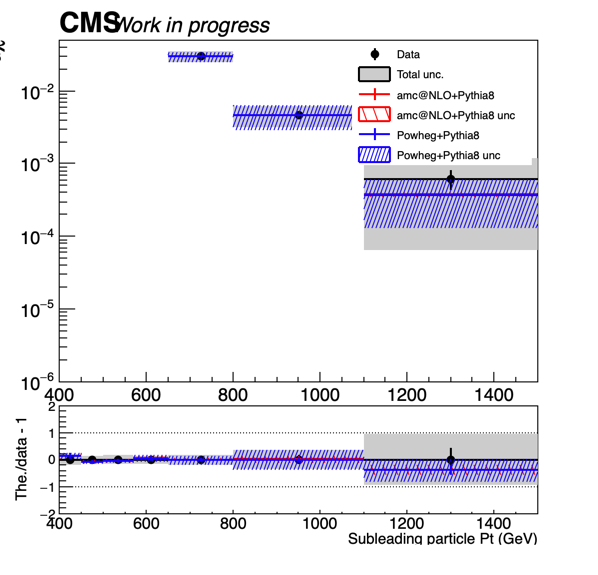 CMS Work in progress
Data
Total unc.
amc@NLO+Pythia8
amc@NLO+Pythia8 unc
Powheg+Pythia8
Powheg+Pythia8 unc
10⁻²
10⁻³
10⁻⁴
10⁻⁵
10⁻⁶
400 600 800 1000 1200 1400
The./data - 1
2
1
0
−1
−2
400 600 800 1000 1200 1400
Subleading particle Pt (GeV)